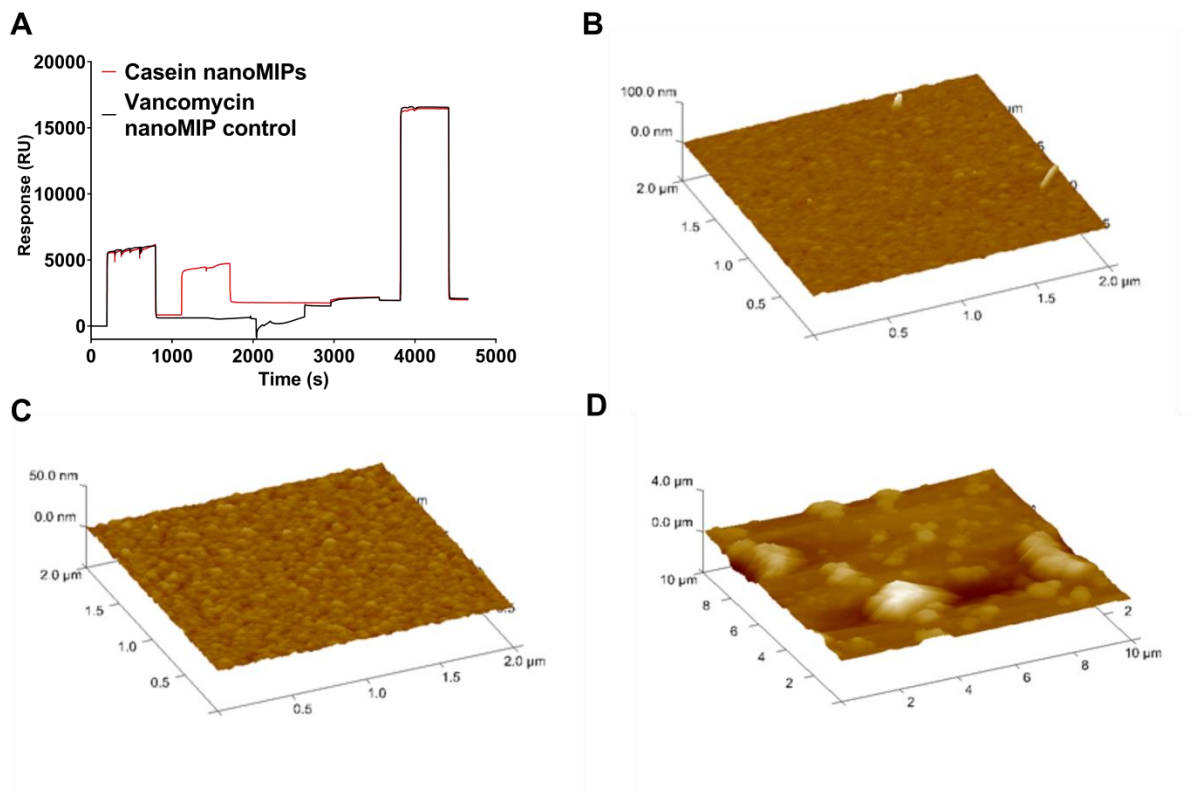 A
20000
15000
10000
5000
0
Response (RU)
Casein nanoMIPs
Vancomycin
nanoMIP control
0 1000 2000 3000 4000 5000
Time (s)
B
100.0 nm
0.0 nm
2.0 µm
1.5
1.0
0.5
0.5
1.0
1.5
2.0 µm
C
50.0 nm
0.0 nm
2.0 µm
1.5
1.0
0.5
0.5
1.0
1.5
2.0 µm
D
4.0 µm
0.0 µm
10 µm
8
6
4
2
2
4
6
8
10 µm
2